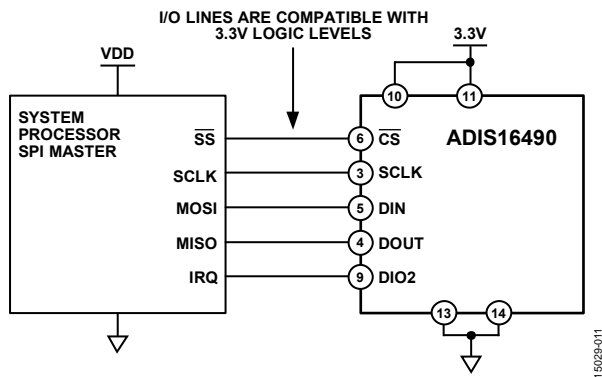 I/O LINES ARE COMPATIBLE WITH
3.3V LOGIC LEVELS
VDD
3.3V
10
11
SYSTEM
PROCESSOR
SPI MASTER
ADIS16490
SS
6
CS
SCLK
3
SCLK
MOSI
5
DIN
MISO
4
DOUT
IRQ
9
DIO2
13
14
15029-011